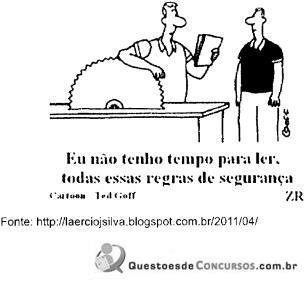 Eu não tenho tempo para ler,
todas essas regras de segurança
Cartoon Ted Goff ZR
Fonte: http://laerciojsilva.blogspot.com.br/2011/04/
QuestoesdeConcursos.com.br